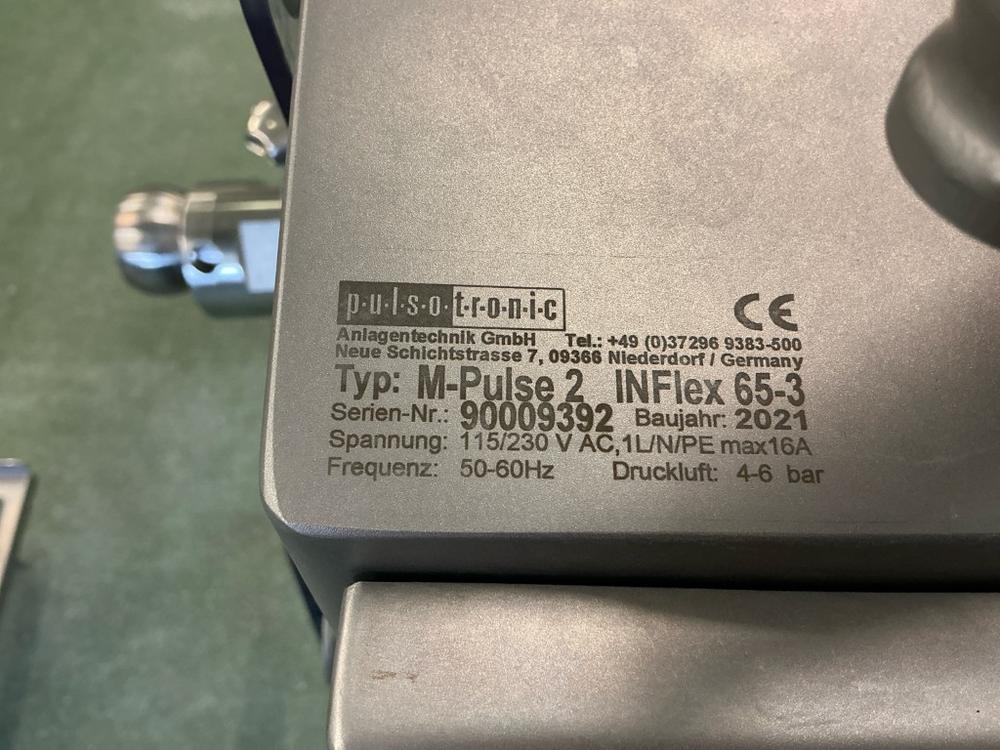 p·u·l·s·o·t·r·o·n·i·c CE
Anlagentechnik GmbH Tel.: +49 (0)37296 9383-500
Neue Schichtstrasse 7, 09366 Niederdorf / Germany
Typ: M-Pulse 2 INFlex 65-3
Serien-Nr.: 90009392 Baujahr: 2021
Spannung: 115/230 V AC,1L/N/PE max16A
Frequenz: 50-60Hz Druckluft: 4-6 bar